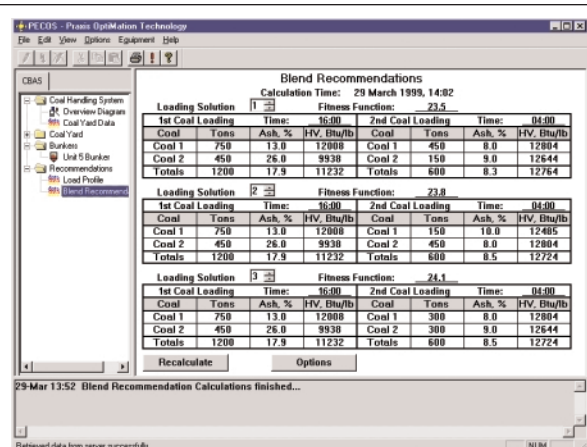 PECOS - Praxis OptiMation Technology
File Edit View Options Equipment Help
CBAS
Coal Handling System
Overview Diagram
Coal Yard Data
Coal Yard
Bunkers
Unit 5 Bunker
Recommendations
Load Profile
Blend Recommend
Blend Recommendations
Calculation Time: 29 March 1999, 14:02
Loading Solution 1 Fitness Function: 23,5
1st Coal Loading Time: 16:00 2nd Coal Loading Time: 04:00
Coal Tons Ash, % HV, Btu/lb Coal Tons Ash, % HV, Btu/lb
Coal 1 750 13.0 12008 Coal 1 450 8.0 12804
Coal 2 450 26.0 9938 Coal 2 150 9.0 12644
Totals 1200 17.9 11232 Totals 600 8.3 12764
Loading Solution 2 Fitness Function: 23,8
1st Coal Loading Time: 16:00 2nd Coal Loading Time: 04:00
Coal Tons Ash, % HV, Btu/lb Coal Tons Ash, % HV, Btu/lb
Coal 1 750 13.0 12008 Coal 1 150 10.0 12485
Coal 2 450 26.0 9938 Coal 2 450 8.0 12804
Totals 1200 17.9 11232 Totals 600 8.5 12724
Loading Solution 3 Fitness Function: 24,1
1st Coal Loading Time: 16:00 2nd Coal Loading Time: 04:00
Coal Tons Ash, % HV, Btu/lb Coal Tons Ash, % HV, Btu/lb
Coal 1 750 13.0 12008 Coal 1 300 8.0 12804
Coal 2 450 26.0 9938 Coal 2 300 9.0 12644
Totals 1200 17.9 11232 Totals 600 8.5 12724
Recalculate Options
29-Mar 13:52 Blend Recommendation Calculations finished...
Retrieved data from server successfully
NUM